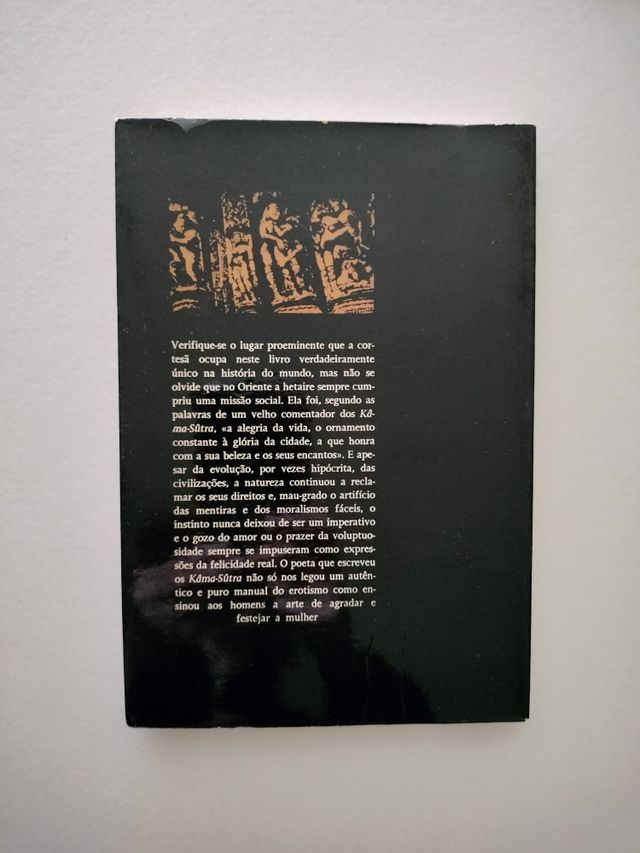 Verifique-se o lugar proeminente que a cor-
tesã ocupa neste livro verdadeiramente
único na história do mundo, mas não se
olvide que no Oriente a hetaire sempre cum-
priu uma missão social. Ela foi, segundo as
palavras de um velho comentador dos Kâ-
ma-Sûtra, «a alegria da vida, o ornamento
constante à glória da cidade, a que honra
com a sua beleza e os seus encantos». E ape-
sar da evolução, por vezes hipócrita, das
civilizações, a natureza continuou a recla-
mar os seus direitos e, mau-grado o artifício
das mentiras e dos moralismos fáceis, o
instinto nunca deixou de ser um imperativo
e o gozo do amor ou o prazer da voluptuo-
sidade sempre se impuseram como expres-
sões da felicidade real. O poeta que escreveu
os Kâma-Sûtra não só nos legou um autên-
tico e puro manual do erotismo como en-
sinou aos homens a arte de agradar e
festejar a mulher